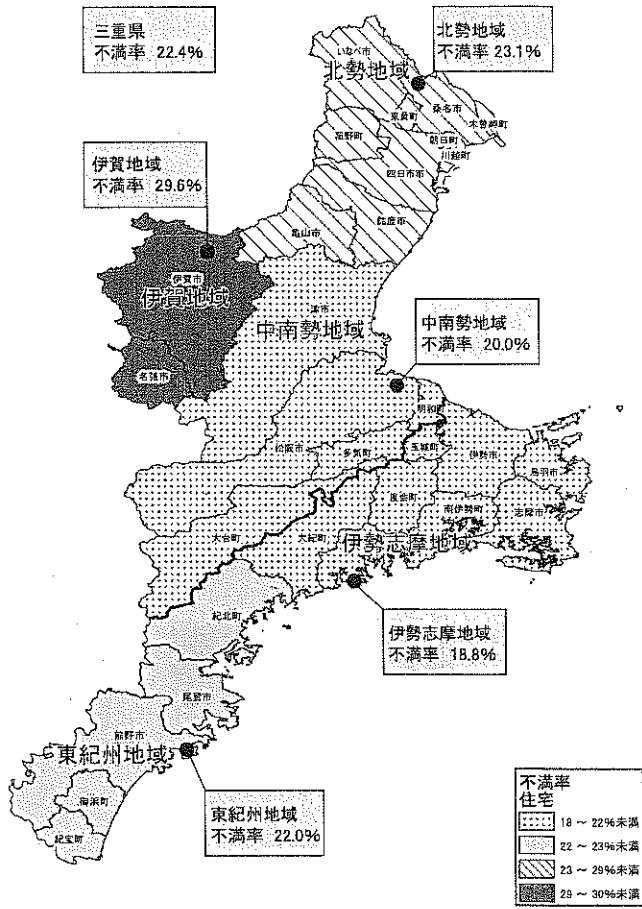 三重県
不満率 22.4%
北勢地域
不満率 23.1%
いなべ市
北勢地域
東員町
桑名市
木曽岬町
菰野町
朝日町
川越町
四日市市
伊賀地域
不満率 29.6%
鈴鹿市
亀山市
伊賀市
伊賀地域
津市
中南勢地域
中南勢地域
不満率 20.0%
名張市
明和町
松阪市
多気町
玉城町
伊勢市
鳥羽市
度会町
南伊勢町
志摩市
大台町
大紀町
伊勢志摩地域
紀北町
伊勢志摩地域
不満率 18.8%
尾鷲市
熊野市
東紀州地域
御浜町
紀宝町
東紀州地域
不満率 22.0%
不満率
住宅
18 ～ 22%未満
22 ～ 23%未満
23 ～ 29%未満
29 ～ 30%未満